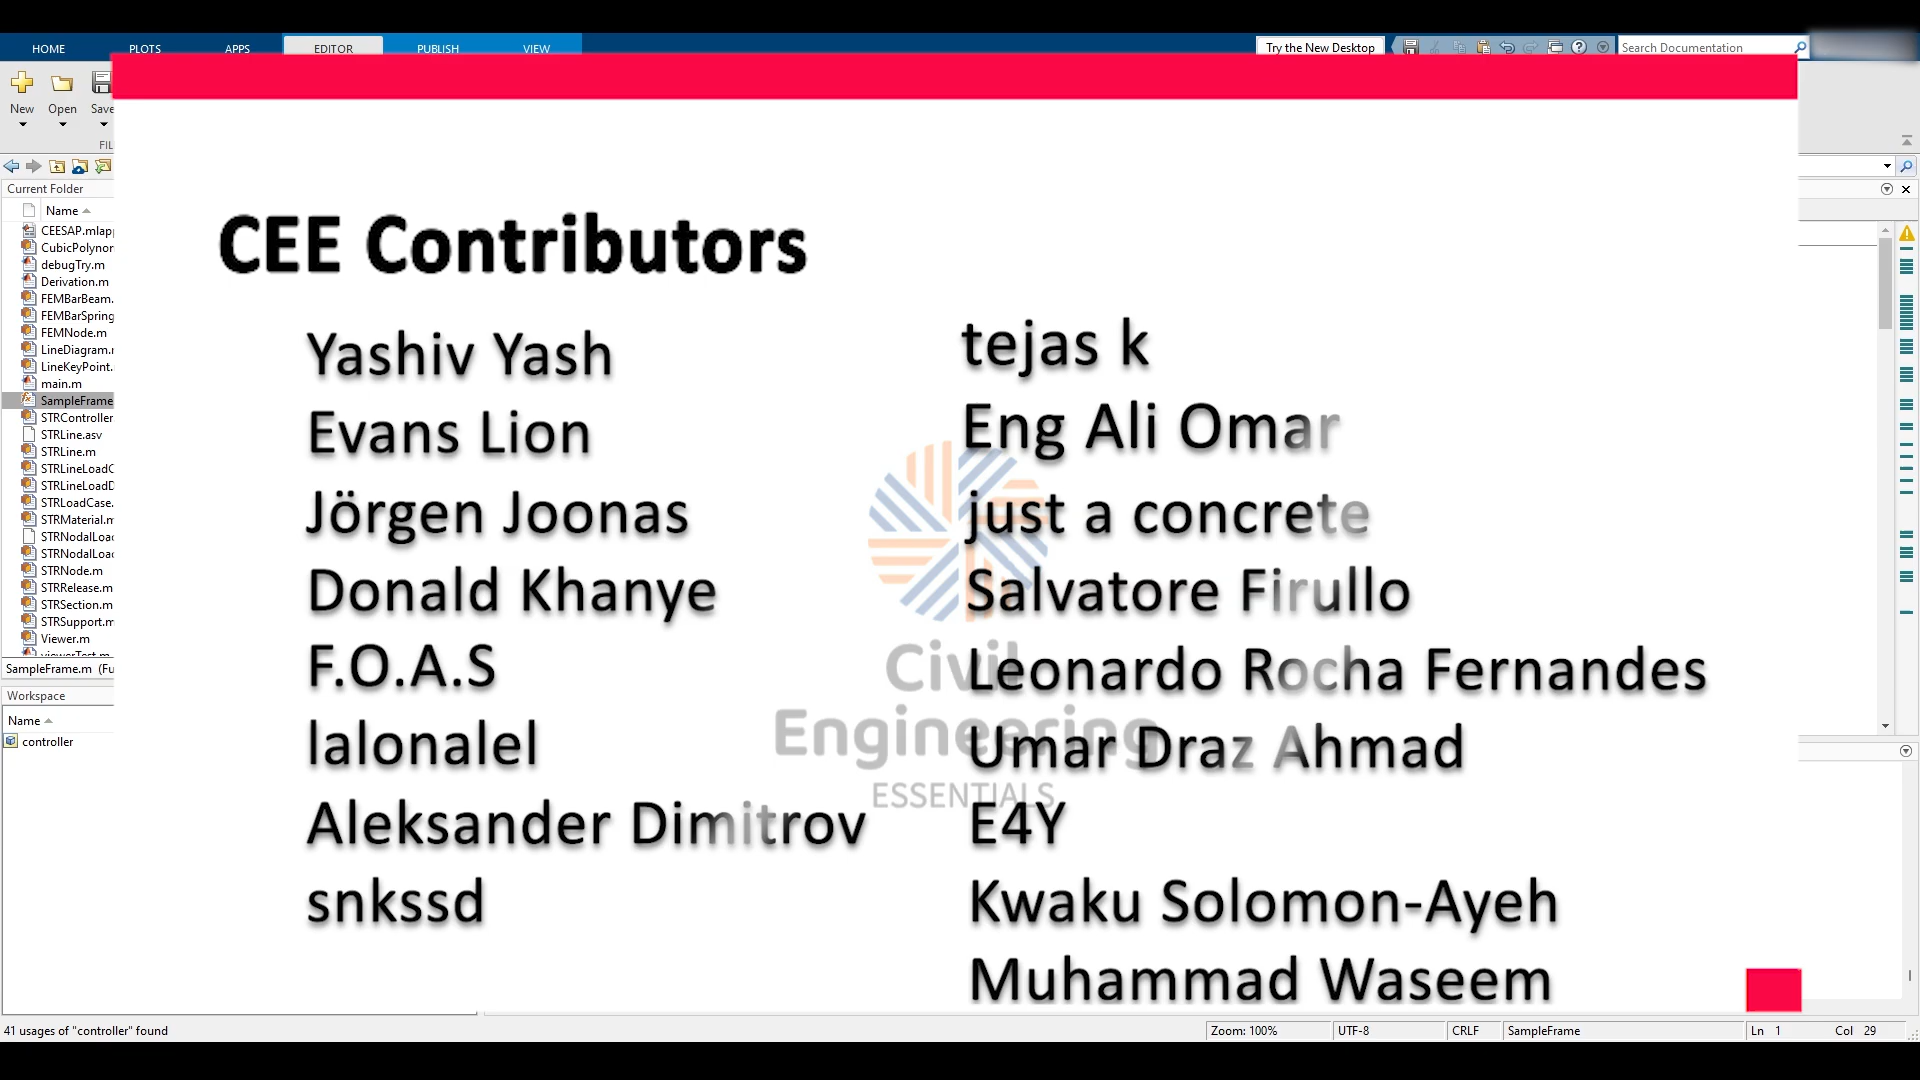 HOME PLOTS APPS EDITOR PUBLISH VIEW Try the New Desktop Search Documentation
New Open Save
FIL
Current Folder
Name
CEE Contributors
Yashiv Yash
Evans Lion
Jörgen Joonas
Donald Khanye
F.O.A.S
lalonalel
Aleksander Dimitrov
snkssd
tejas k
Eng Ali Omar
just a concrete
Salvatore Firullo
Leonardo Rocha Fernandes
Umar Draz Ahmad
E4Y
Kwaku Solomon-Ayeh
Muhammad Waseem
Civil
Engineering
ESSENTIALS
CEESAP.mlapp
CubicPolynor
debugTry.m
Derivation.m
FEMBarBeam.
FEMBarSpring
FEMNode.m
LineDiagram.r
LineKeyPoint.
main.m
SampleFrame
STRController
STRLine.asv
STRLine.m
STRLineLoadC
STRLineLoadD
STRLoadCase.
STRMaterial.m
STRNodalLoad
STRNodalLoad
STRNode.m
STRRelease.m
STRSection.m
STRSupport.m
Viewer.m
viewerTest.m
SampleFrame.m (Fu
Workspace
Name
controller
41 usages of "controller" found
Zoom: 100% UTF-8 CRLF SampleFrame Ln 1 Col 29